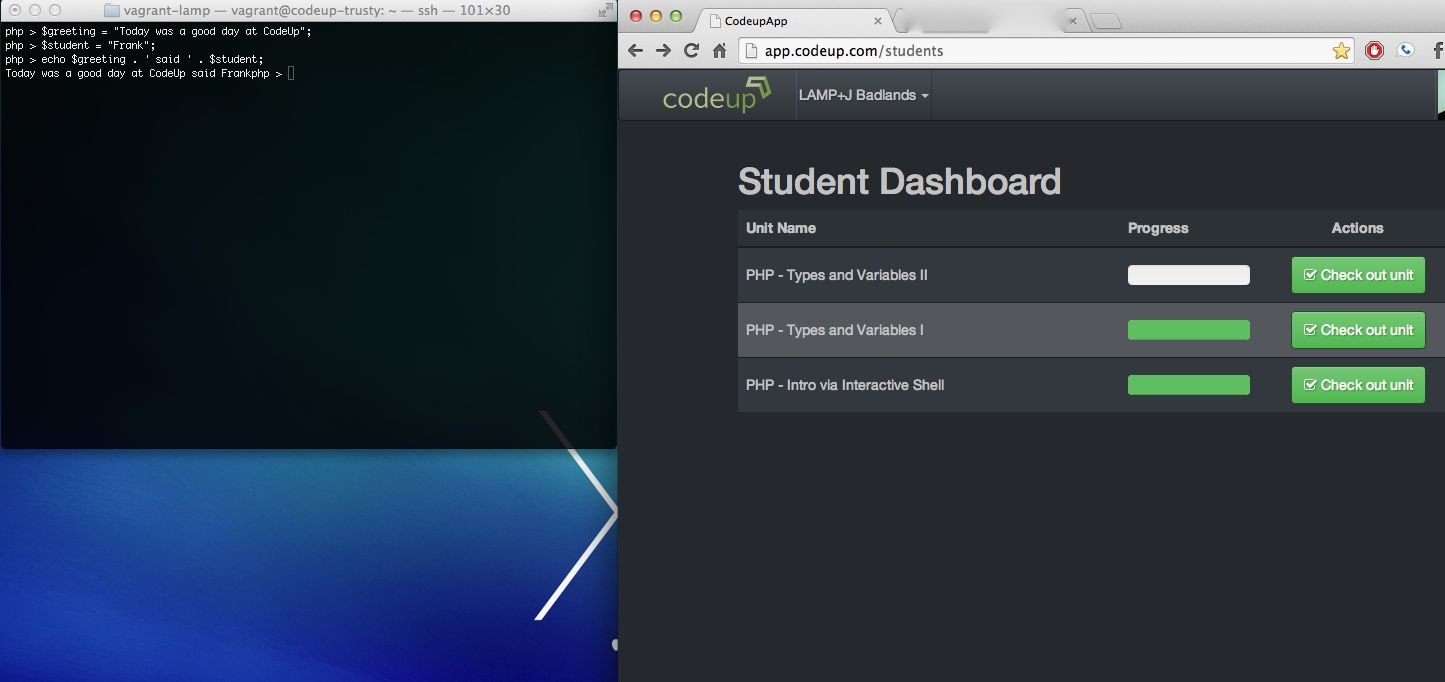 vagrant-lamp — vagrant@codeup-trusty: ~ — ssh — 101×30
php > $greeting = "Today was a good day at CodeUp";
php > $student = "Frank";
php > echo $greeting . ' said ' . $student;
Today was a good day at CodeUp said Frankphp >
CodeupApp
app.codeup.com/students
codeup
LAMP+J Badlands
Student Dashboard
Unit Name Progress Actions
PHP - Types and Variables II Check out unit
PHP - Types and Variables I Check out unit
PHP - Intro via Interactive Shell Check out unit